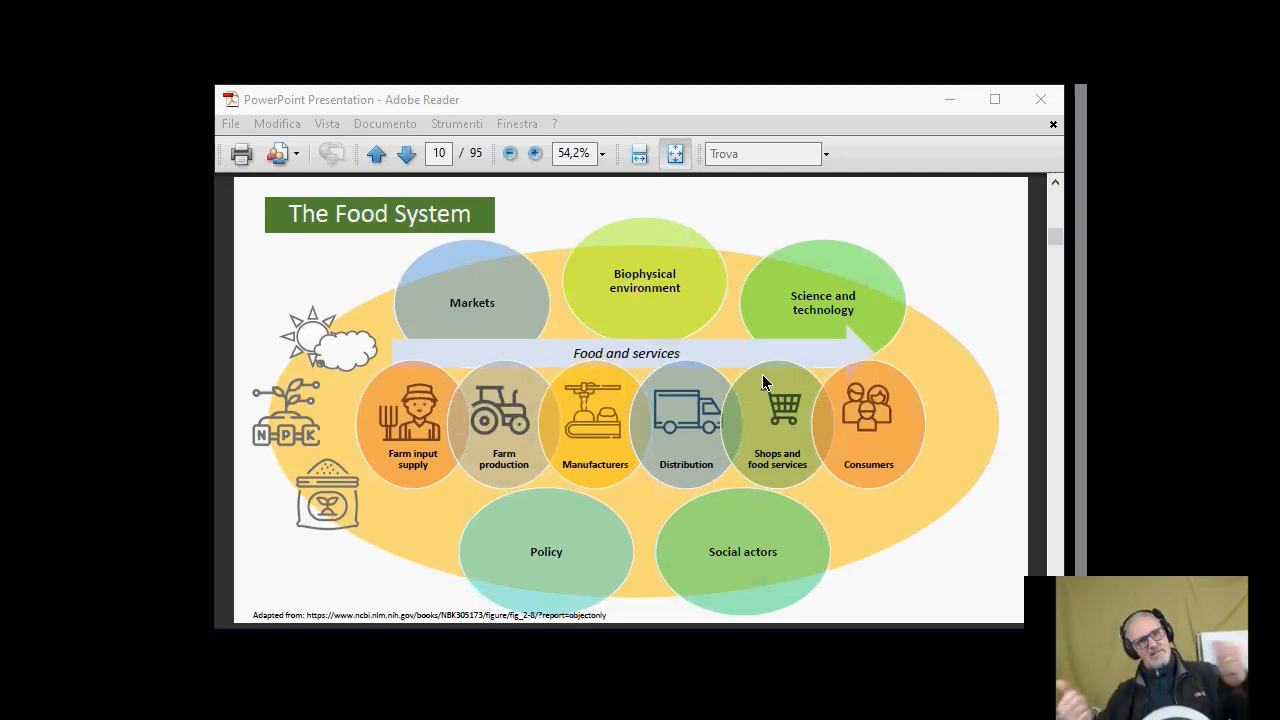 PowerPoint Presentation - Adobe Reader
File Modifica Vista Documento Strumenti Finestra ?
10 / 95 54,2% Trova
The Food System
Markets
Biophysical
environment
Science and
technology
Food and services
N P K
Farm input
supply
Farm
production
Manufacturers
Distribution
Shops and
food services
Consumers
Policy
Social actors
Adapted from: https://www.ncbi.nlm.nih.gov/books/NBK305173/figure/fig_2-8/?report=objectonly